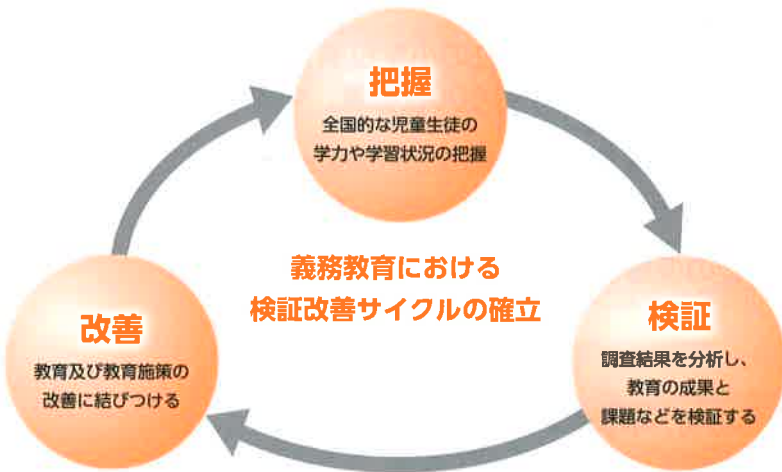 把握
全国的な児童生徒の
学力や学習状況の把握
義務教育における
検証改善サイクルの確立
検証
調査結果を分析し、
教育の成果と
課題などを検証する
改善
教育及び教育施策の
改善に結びつける